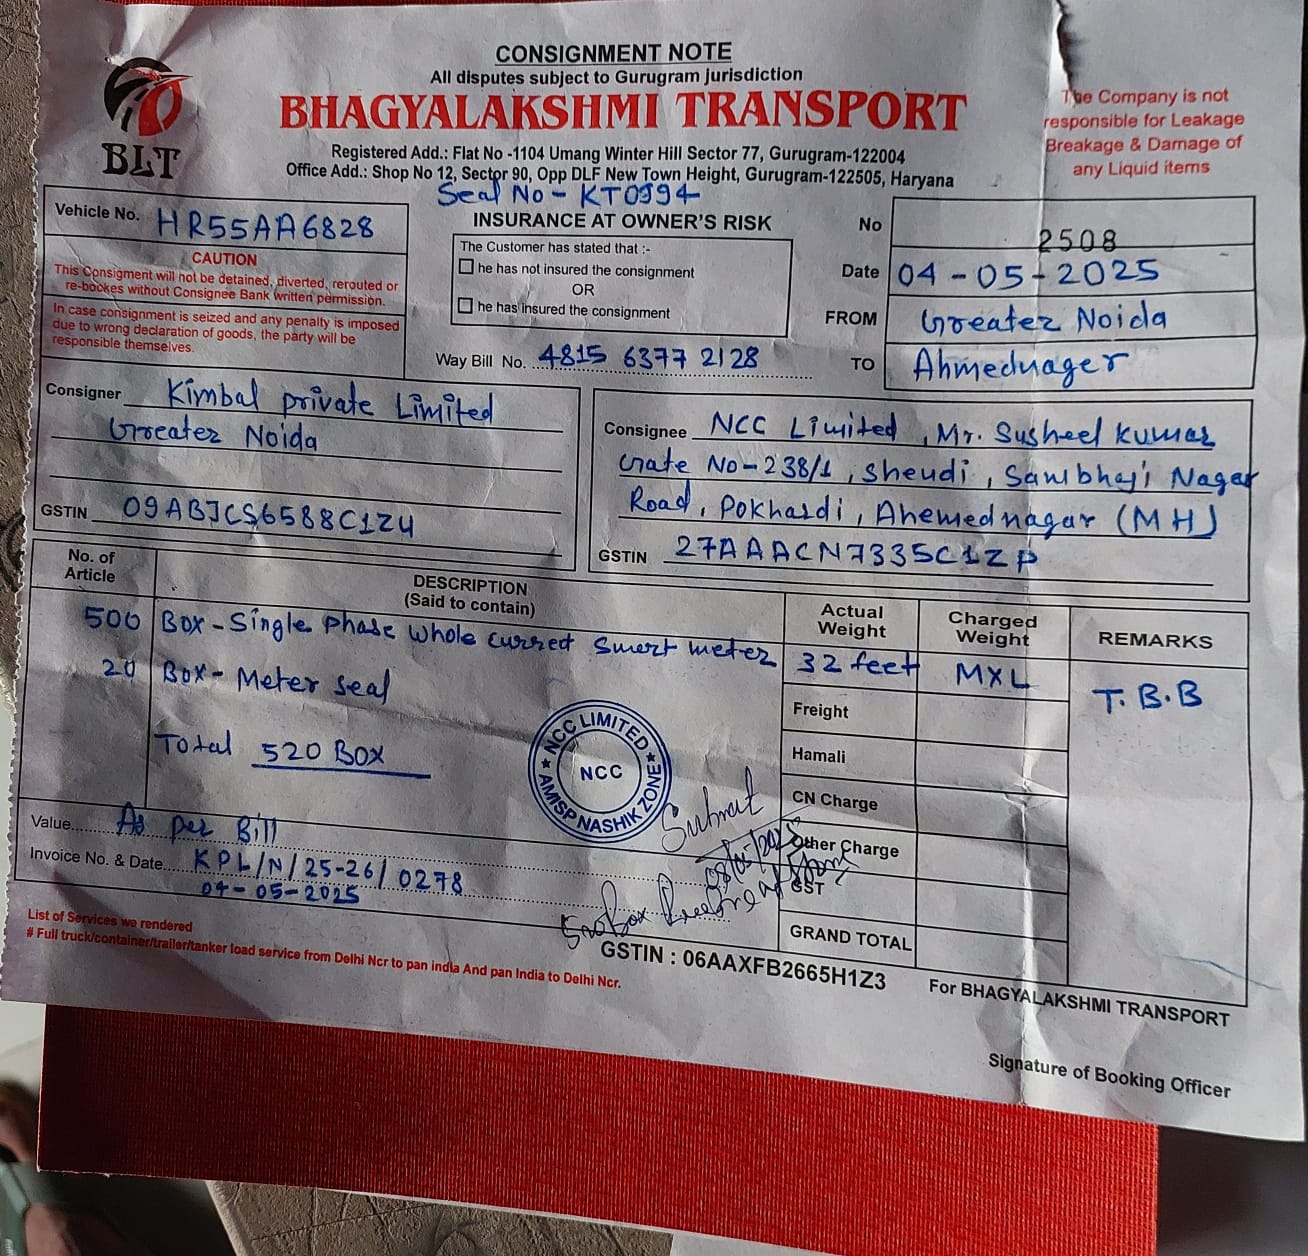 CONSIGNMENT NOTE
All disputes subject to Gurugram jurisdiction
BHAGYALAKSHMI TRANSPORT
BLT
The Company is not
responsible for Leakage
Breakage & Damage of
any Liquid items
Registered Add.: Flat No -1104 Umang Winter Hill Sector 77, Gurugram-122004
Office Add.: Shop No 12, Sector 90, Opp DLF New Town Height, Gurugram-122505, Haryana
Seal No - KT0994
Vehicle No. HR55AA6828
CAUTION
This Consigment will not be detained, diverted, rerouted or
re-bookes without Consignee Bank written permission.
In case consignment is seized and any penalty is imposed
due to wrong declaration of goods, the party will be
responsible themselves.
INSURANCE AT OWNER'S RISK
The Customer has stated that :-
he has not insured the consignment
OR
he has insured the consignment
Way Bill No. 4815 6377 2128
No 2508
Date 04-05-2025
FROM Greater Noida
TO Ahmednager
Consigner Kimbal private Limited
Greater Noida
GSTIN 09ABJCS6588C1Z4
Consignee NCC Limited, Mr. Susheel Kumar
Gate No-238/1, Shendi, Sambhaji Nagar
Road, Pokhardi, Ahemednagar (MH)
GSTIN 27AAACN7335C1ZP
No. of
Article
DESCRIPTION
(Said to contain)
Actual
Weight
Charged
Weight
REMARKS
500 Box - Single Phase Whole curred Smert meter 32 feet MXL T.B.B
20 Box - Meter seal
Total 520 Box
Freight
Hamali
CN Charge
Other Charge
GST
GRAND TOTAL
NCC LIMITED
NCC
AMISP NASHIK ZONE
Value As per Bill
Invoice No. & Date KPL/N/25-26/0278
04-05-2025
List of Services we rendered
# Full truck/container/trailer/tanker load service from Delhi Ncr to pan india And pan India to Delhi Ncr.
GSTIN : 06AAXFB2665H1Z3
For BHAGYALAKSHMI TRANSPORT
Signature of Booking Officer